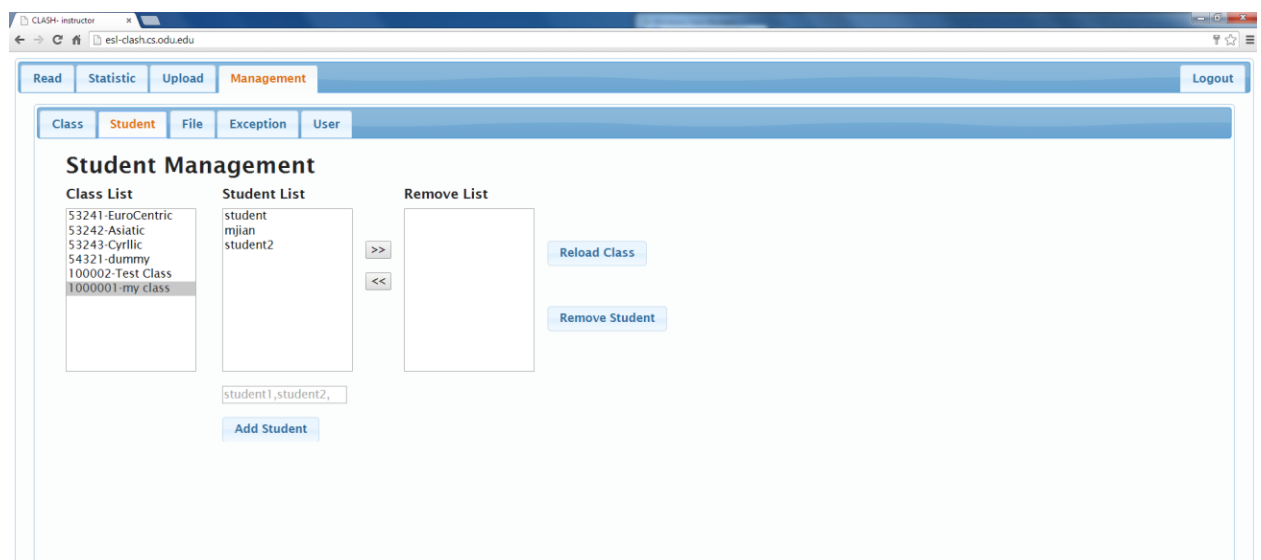 CLASH- instructor
esl-clash.cs.odu.edu
Read Statistic Upload Management Logout
Class Student File Exception User
Student Management
Class List Student List Remove List
53241-EuroCentric student
53242-Asiatic mjian
53243-Cyrllic student2
54321-dummy
100002-Test Class
1000001-my class
>>
<<
Reload Class
Remove Student
student1,student2,
Add Student